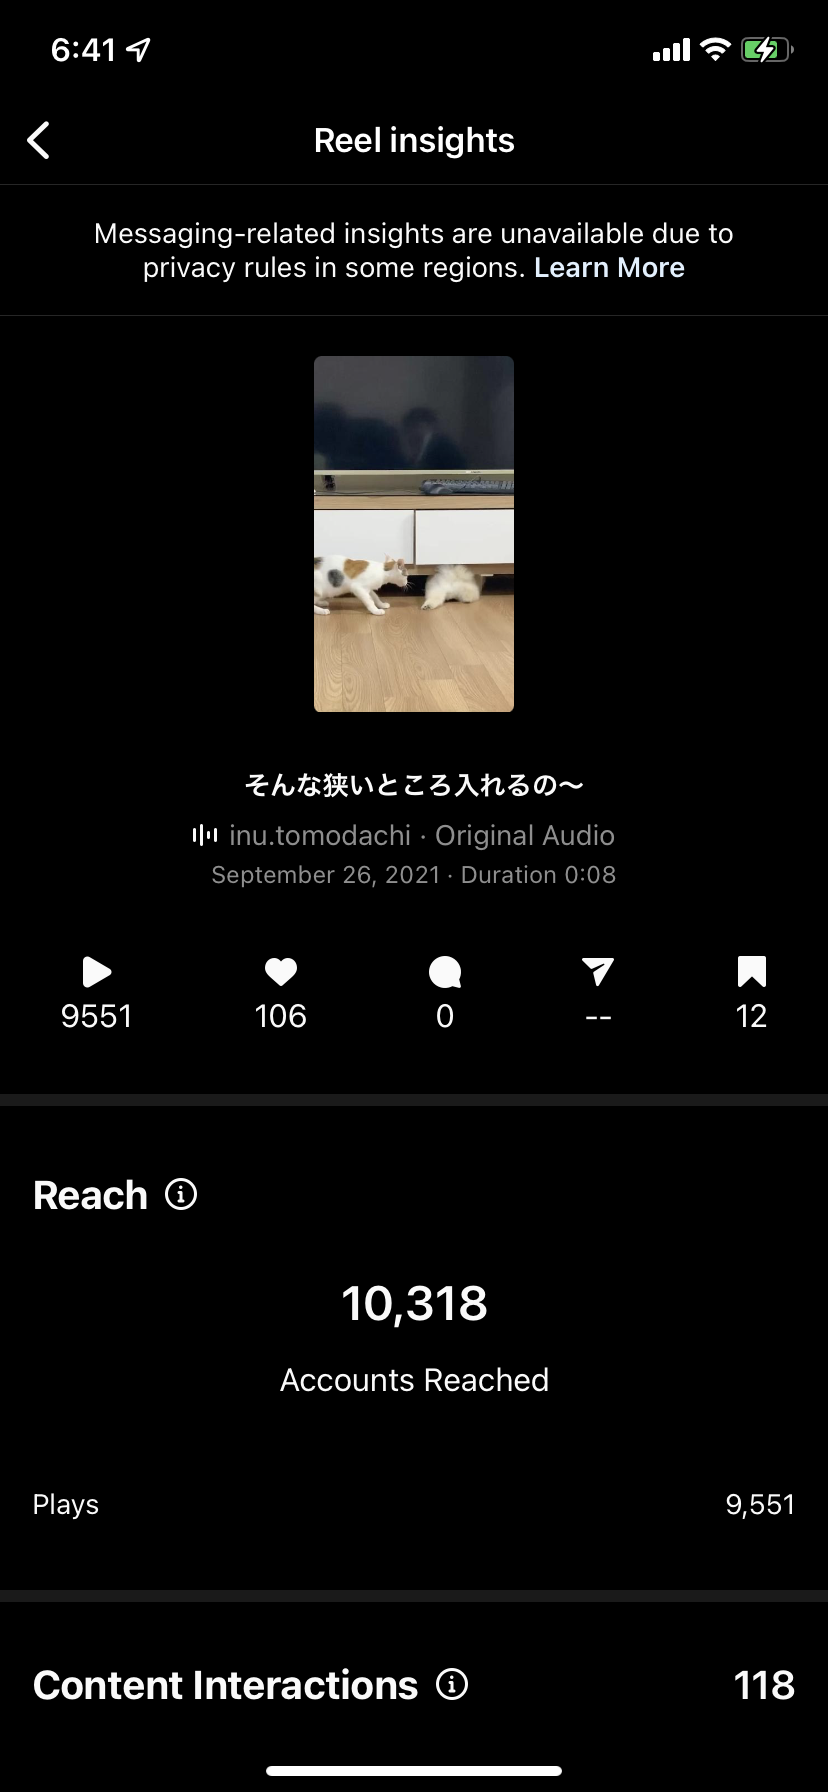 6:41
Reel insights
Messaging-related insights are unavailable due to
privacy rules in some regions. Learn More
そんな狭いところ入れるの〜
inu.tomodachi · Original Audio
September 26, 2021 · Duration 0:08
9551 106 0 -- 12
Reach
10,318
Accounts Reached
Plays 9,551
Content Interactions 118